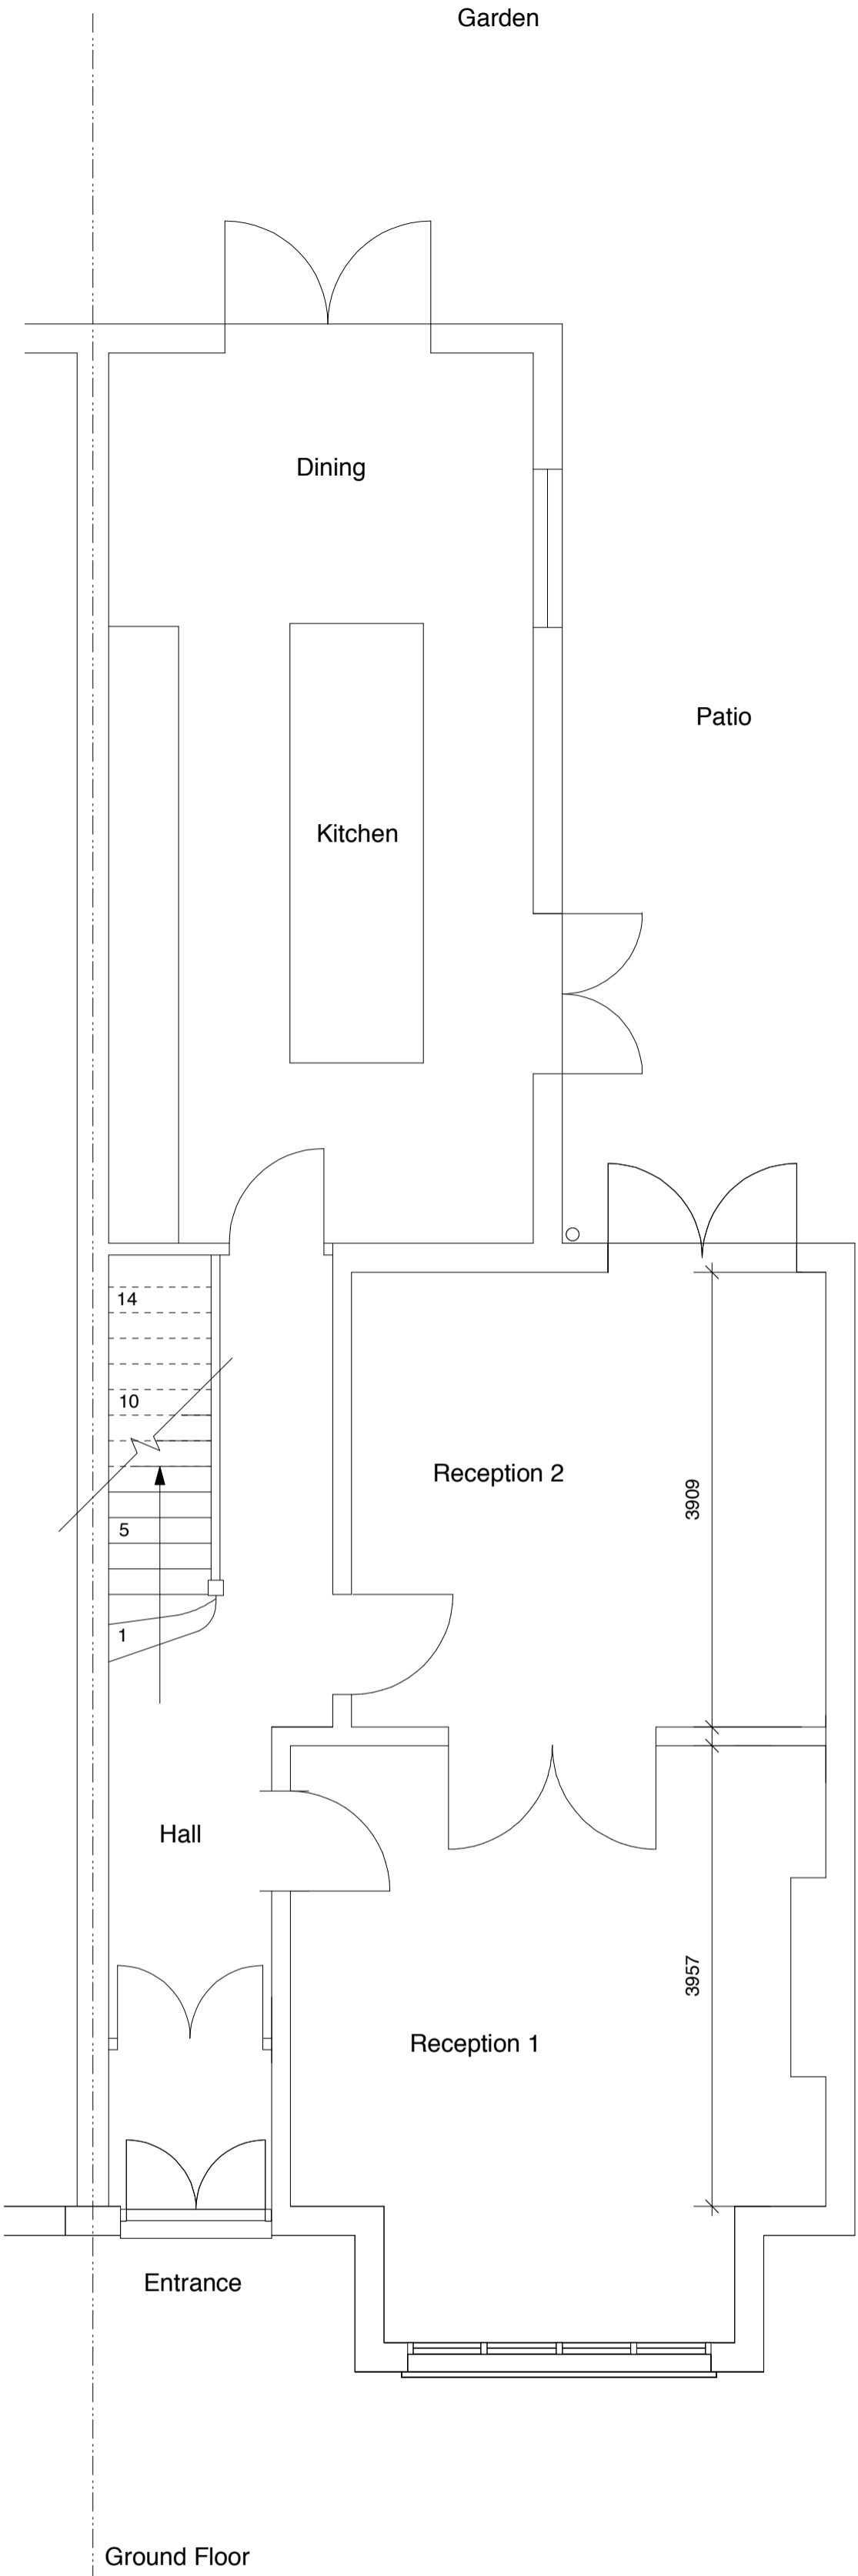 Garden
Dining
Patio
Kitchen
14
10
Reception 2
3909
5
1
Hall
3957
Reception 1
Entrance
Ground Floor